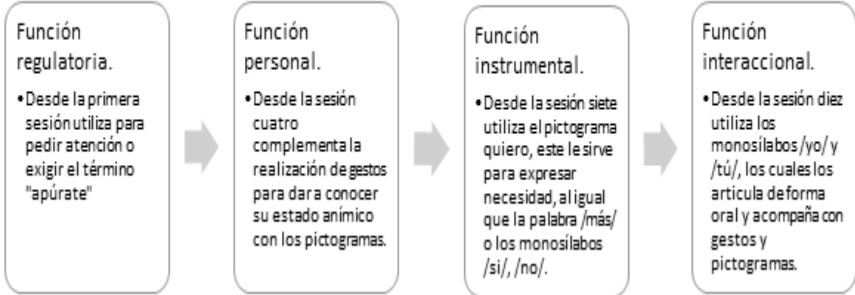 Función
regulatoria.
•Desde la primera
sesión utiliza para
pedir atención o
exigir el término
"apúrate"
Función
personal.
•Desde la sesión
cuatro
complementa la
realización de gestos
para dar a conocer
su estado anímico
con los pictogramas.
Función
instrumental.
•Desde la sesión siete
utiliza el pictograma
quiero, este le sirve
para expresar
necesidad, al igual
que la palabra /más/
o los monosílabos
/si/, /no/.
Función
interaccional.
•Desde la sesión diez
utiliza los
monosílabos /yo/ y
/tú/, los cuales los
articula de forma
oral y acompaña con
gestos y
pictogramas.